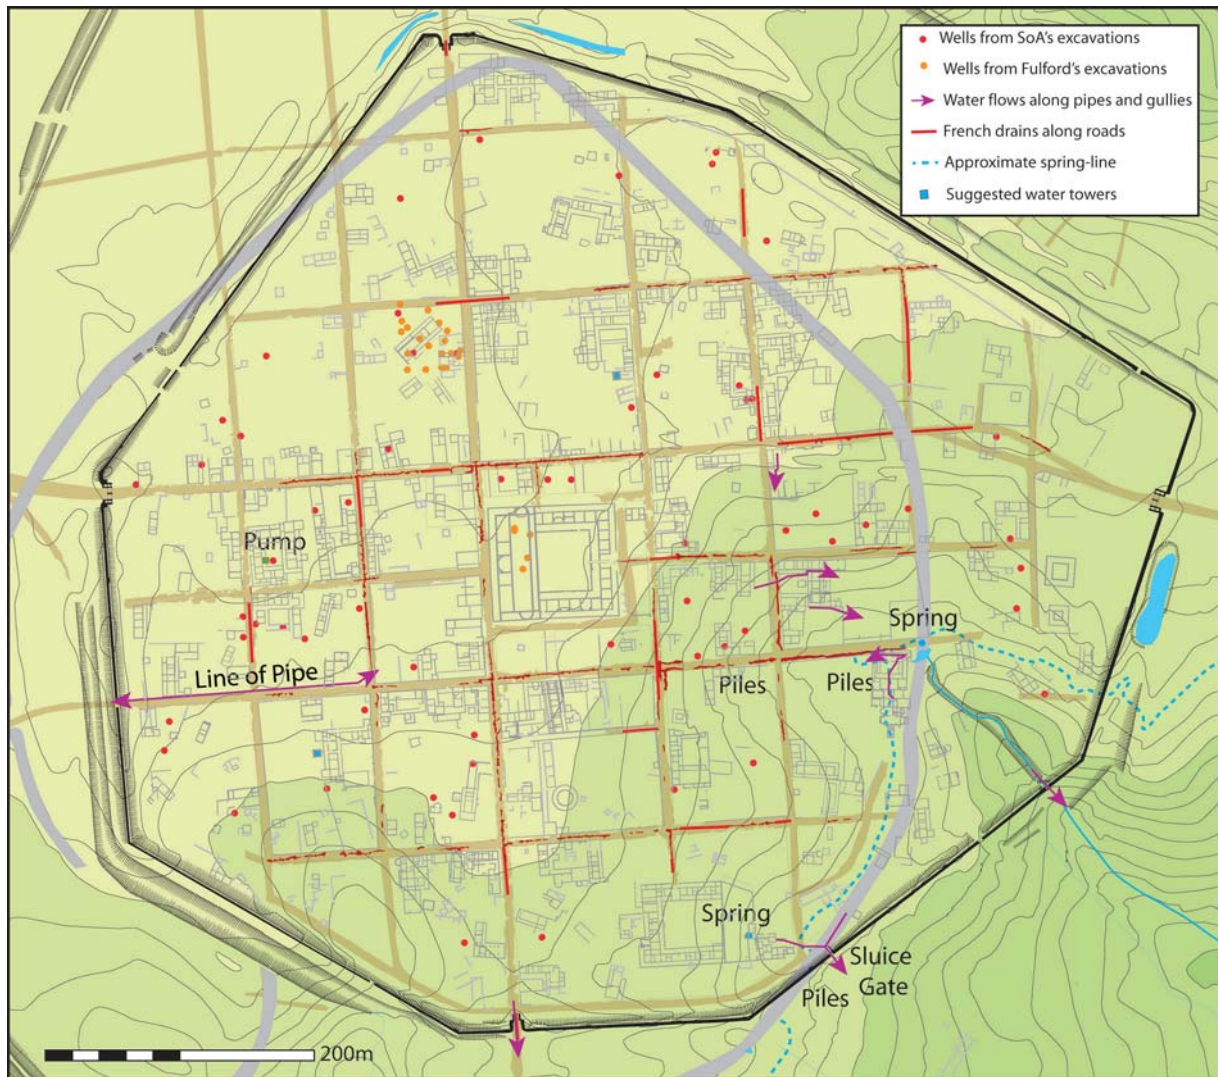 Wells from SoA's excavations
Wells from Fulford's excavations
Water flows along pipes and gullies
French drains along roads
Approximate spring-line
Suggested water towers
Pump
Spring
Line of Pipe
Piles
Piles
Spring
Sluice
Gate
Piles
200m